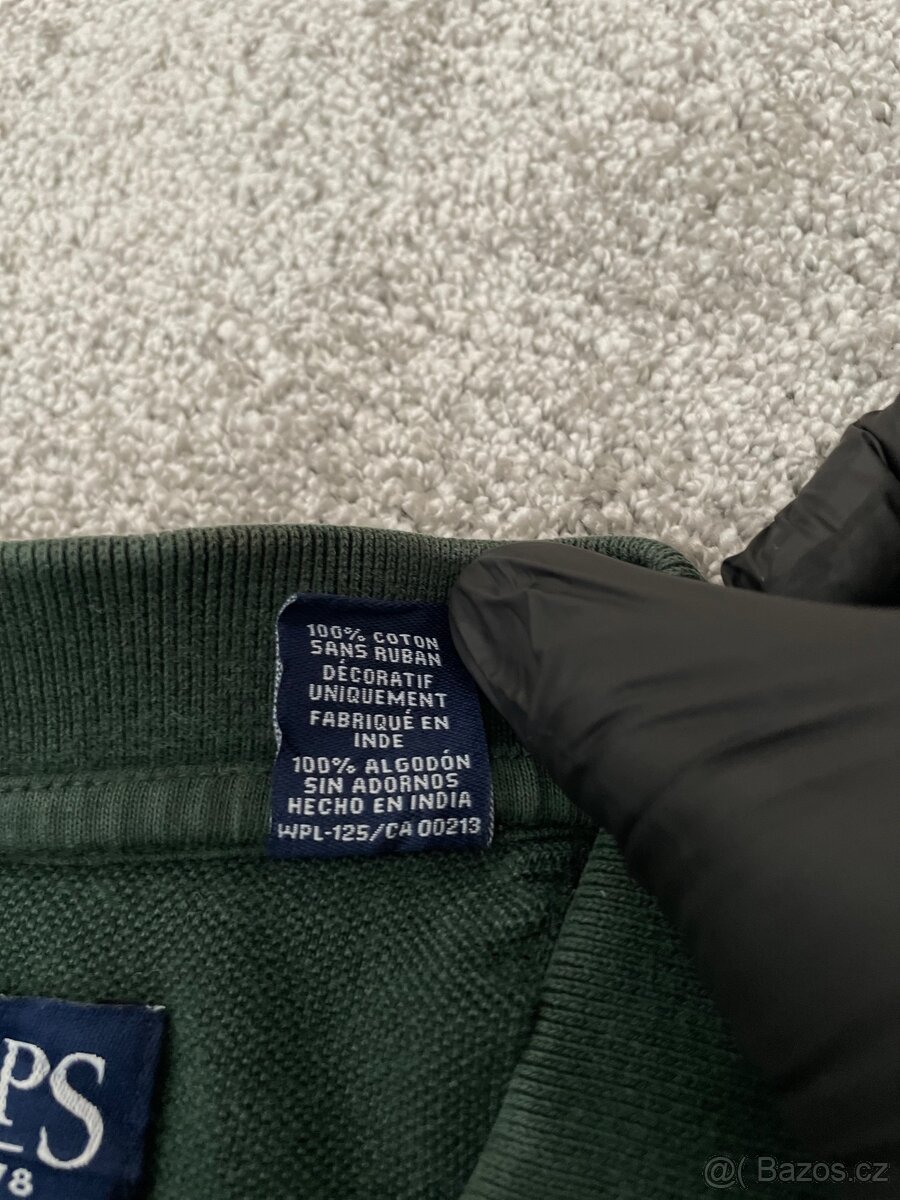 100% COTON
SANS RUBAN
DÉCORATIF
UNIQUEMENT
FABRIQUÉ EN
INDE
100% ALGODÓN
SIN ADORNOS
HECHO EN INDIA
WPL-125/CA 00213
PS
78
@( Bazos.cz